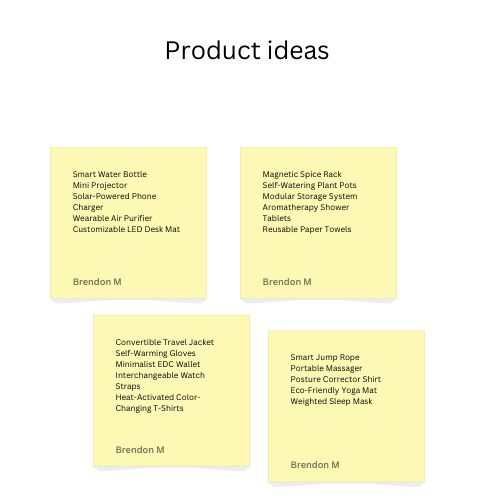 Product ideas
Smart Water Bottle
Mini Projector
Solar-Powered Phone
Charger
Wearable Air Purifier
Customizable LED Desk Mat
Brendon M
Magnetic Spice Rack
Self-Watering Plant Pots
Modular Storage System
Aromatherapy Shower
Tablets
Reusable Paper Towels
Brendon M
Convertible Travel Jacket
Self-Warming Gloves
Minimalist EDC Wallet
Interchangeable Watch
Straps
Heat-Activated Color-
Changing T-Shirts
Brendon M
Smart Jump Rope
Portable Massager
Posture Corrector Shirt
Eco-Friendly Yoga Mat
Weighted Sleep Mask
Brendon M